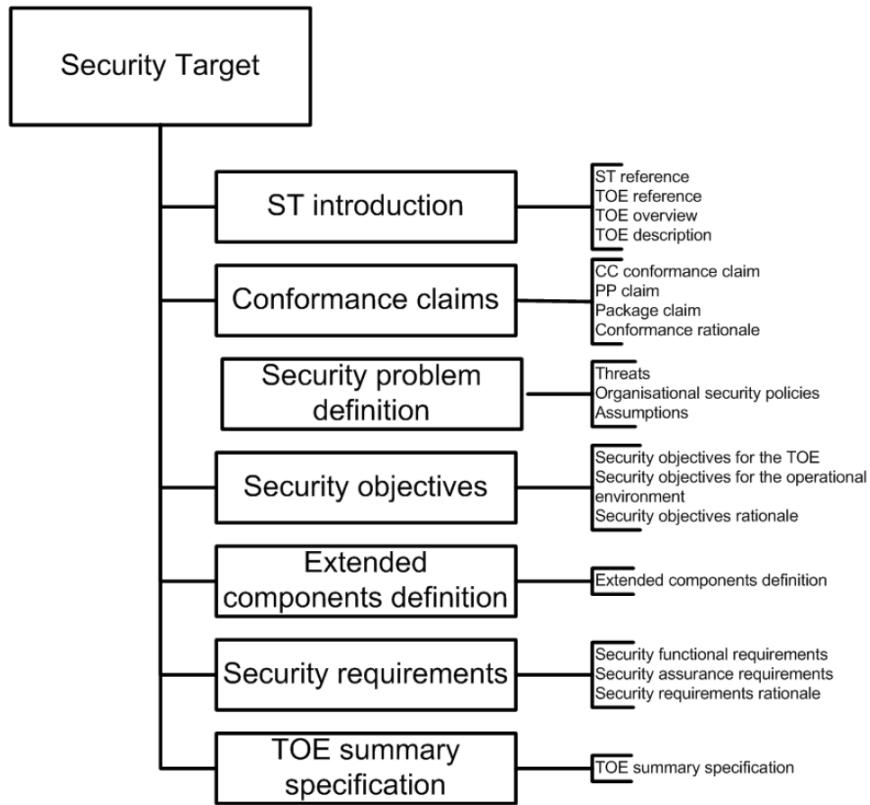 Security Target
ST introduction
ST reference
TOE reference
TOE overview
TOE description
Conformance claims
CC conformance claim
PP claim
Package claim
Conformance rationale
Security problem
definition
Threats
Organisational security policies
Assumptions
Security objectives
Security objectives for the TOE
Security objectives for the operational
environment
Security objectives rationale
Extended
components definition
Extended components definition
Security requirements
Security functional requirements
Security assurance requirements
Security requirements rationale
TOE summary
specification
TOE summary specification